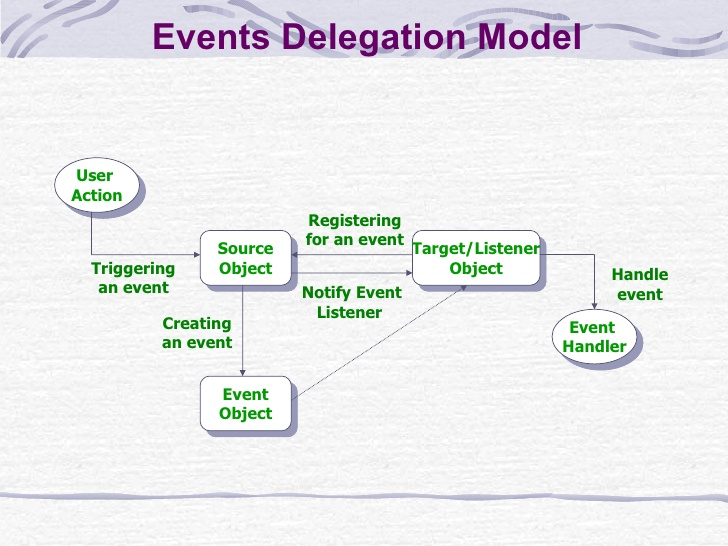 Events Delegation Model
User
Action
Registering
for an event
Source
Object
Target/Listener
Object
Triggering
an event
Handle
event
Notify Event
Listener
Creating
an event
Event
Handler
Event
Object